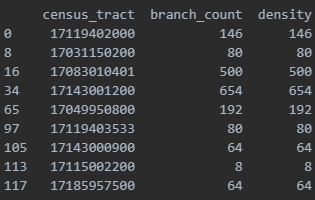 census_tract branch_count density
0 17119402000 146 146
8 17031150200 80 80
16 17083010401 500 500
34 17143001200 654 654
65 17049950800 192 192
97 17119403533 80 80
105 17143000900 64 64
113 17115002200 8 8
117 17185957500 64 64